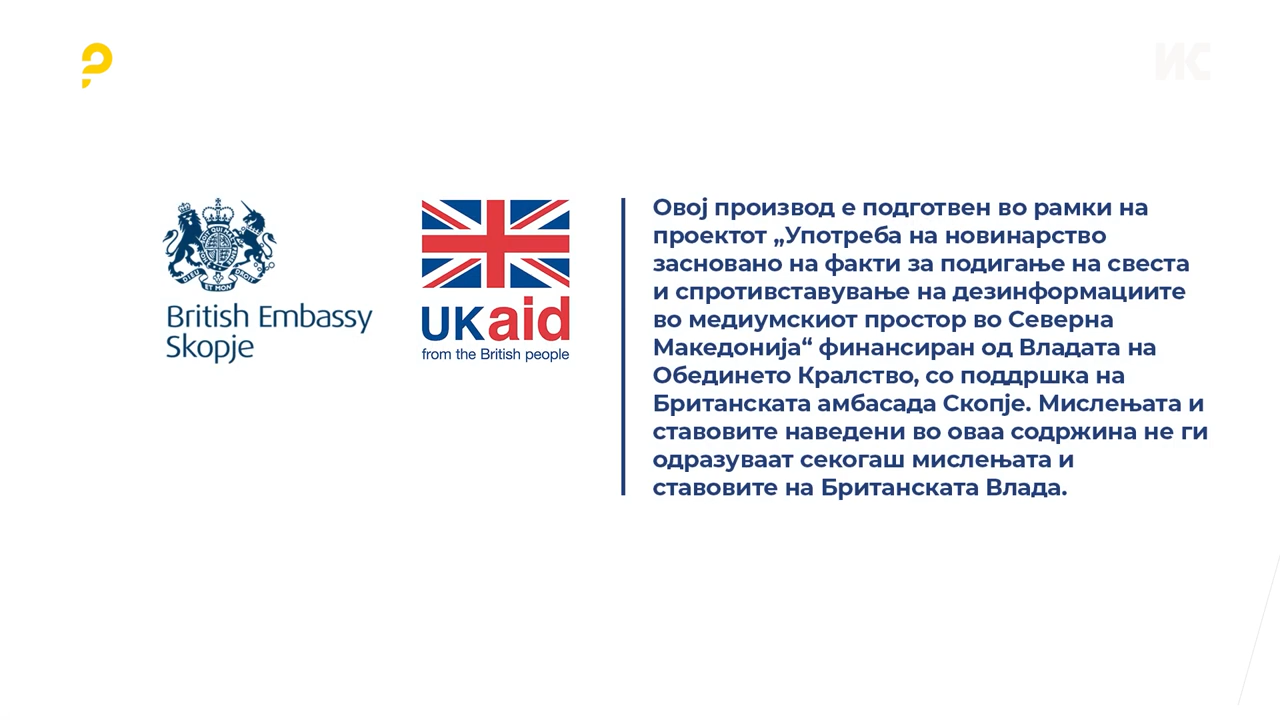 ИС
British Embassy
Skopje
UKaid
from the British people
Овој производ е подготвен во рамки на
проектот „Употреба на новинарство
засновано на факти за подигање на свеста
и спротивставување на дезинформациите
во медиумскиот простор во Северна
Македонија“ финансиран од Владата на
Обединето Кралство, со поддршка на
Британската амбасада Скопје. Мислењата и
ставовите наведени во оваа содржина не ги
одразуваат секогаш мислењата и
ставовите на Британската Влада.